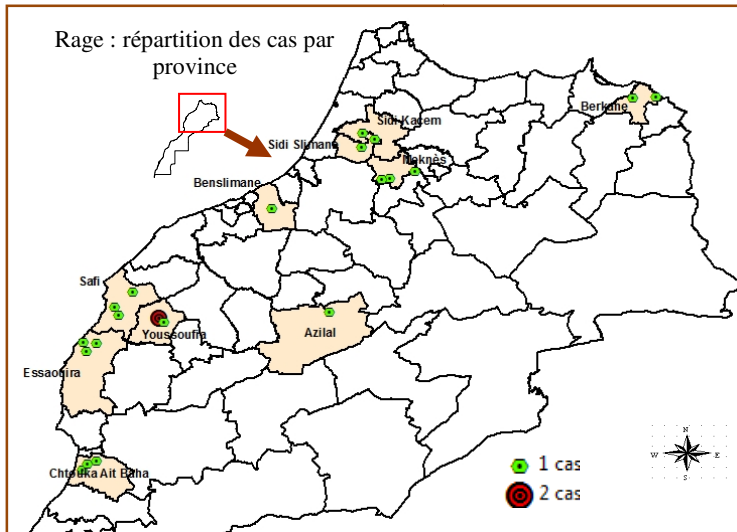 Rage : répartition des cas par
province
Berkane
Sidi Kacem
Sidi Slimane
Meknès
Benslimane
Safi
Youssoufia
Azilal
Essaouira
Chtouka Ait Baha
1 cas
2 cas
N
W E
S